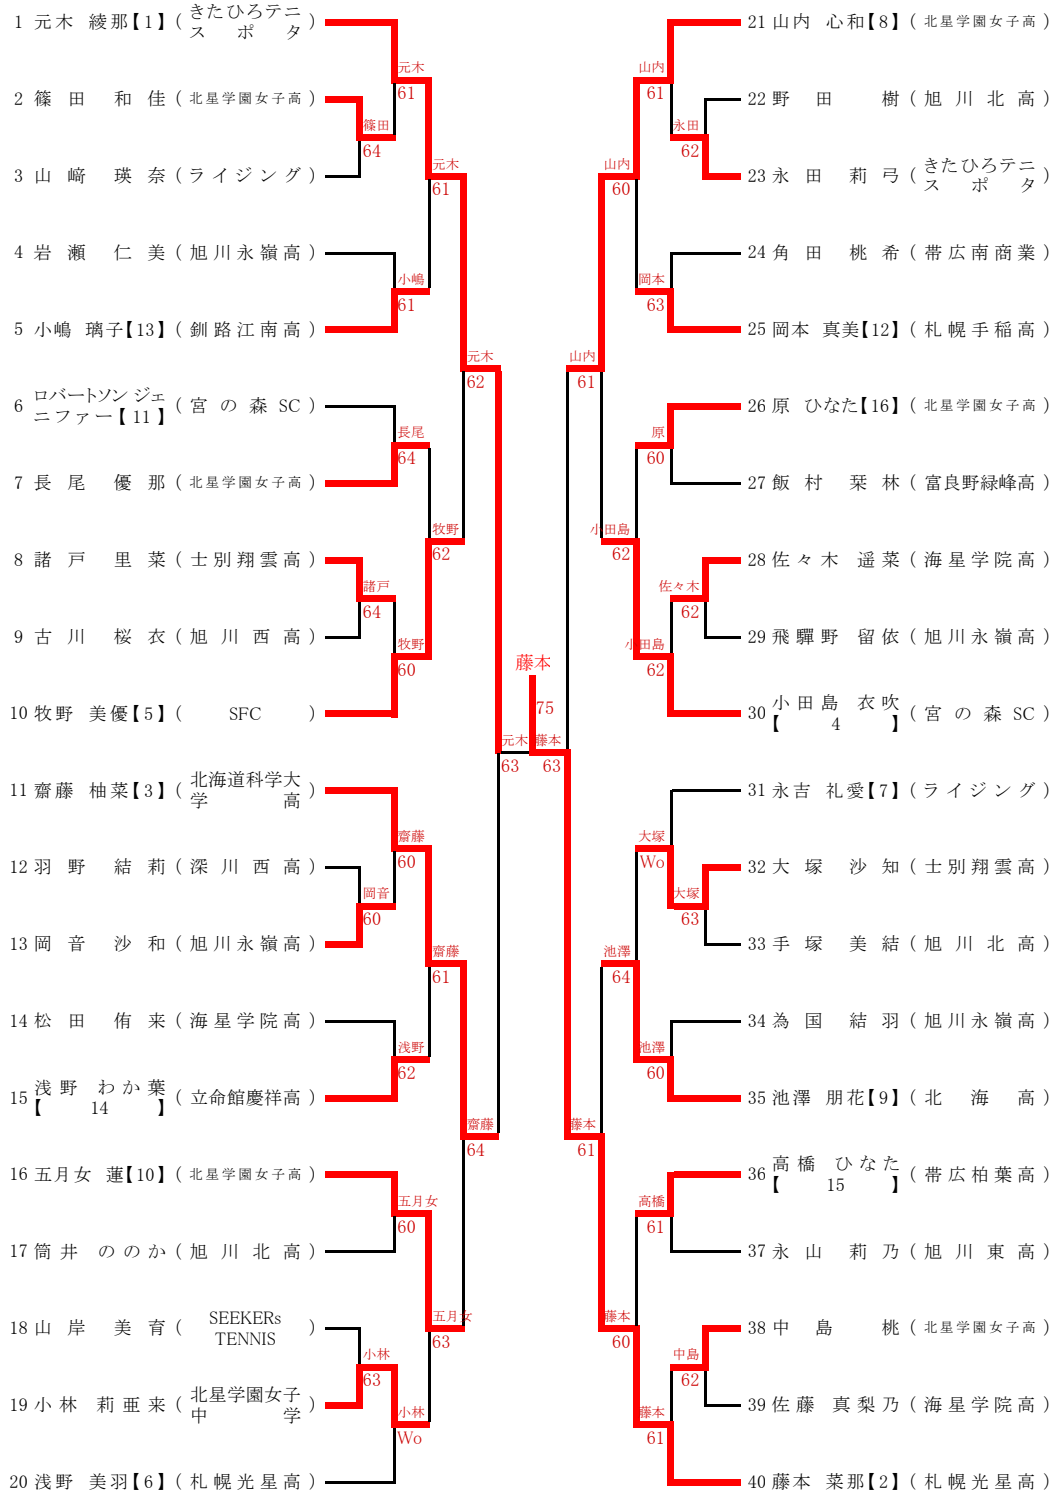 1 元木 綾那【1】 ( きたひろテニ
スポタ )
2 篠田 和佳 ( 北星学園女子高 )
3 山﨑 瑛奈 ( ライジング )
4 岩瀬 仁美 ( 旭川永嶺高 )
5 小嶋 璃子【13】 ( 釧路江南高 )
6 ロバートソン ジェ
ニファー【11】 ( 宮の森 SC )
7 長尾 優那 ( 北星学園女子高 )
8 諸戸 里菜 ( 士別翔雲高 )
9 古川 桜衣 ( 旭川西高 )
10 牧野 美優【5】 ( SFC )
11 齋藤 柚菜【3】 ( 北海道科学大
学高 )
12 羽野 結莉 ( 深川西高 )
13 岡音 沙和 ( 旭川永嶺高 )
14 松田 侑来 ( 海星学院高 )
15 浅野 わか葉
【14】 ( 立命館慶祥高 )
16 五月女 蓮【10】 ( 北星学園女子高 )
17 筒井 ののか ( 旭川北高 )
18 山岸 美育 ( SEEKERs
TENNIS )
19 小林 莉亜来 ( 北星学園女子
中学 )
20 浅野 美羽【6】 ( 札幌光星高 )
元木
61
篠田
64
元木
61
小嶋
61
元木
62
長尾
64
牧野
62
諸戸
64
牧野
60
元木
63
齋藤
60
岡音
60
齋藤
61
浅野
62
齋藤
64
五月女
60
五月女
63
小林
63
小林
Wo
藤本
75
藤本
63
山内
61
永田
62
山内
60
岡本
63
山内
61
原
60
小田島
62
佐々木
62
小田島
62
大塚
Wo
大塚
63
池澤
64
池澤
60
藤本
61
高橋
61
藤本
60
中島
62
藤本
61
21 山内 心和【8】 ( 北星学園女子高 )
22 野田 樹 ( 旭川北高 )
23 永田 莉弓 ( きたひろテニ
スポタ )
24 角田 桃希 ( 帯広南商業 )
25 岡本 真美【12】 ( 札幌手稲高 )
26 原 ひなた【16】 ( 北星学園女子高 )
27 飯村 栞林 ( 富良野緑峰高 )
28 佐々木 遥菜 ( 海星学院高 )
29 飛驒野 留依 ( 旭川永嶺高 )
30 小田島 衣吹
【4】 ( 宮の森 SC )
31 永吉 礼愛【7】 ( ライジング )
32 大塚 沙知 ( 士別翔雲高 )
33 手塚 美結 ( 旭川北高 )
34 為国 結羽 ( 旭川永嶺高 )
35 池澤 朋花【9】 ( 北海高 )
36 高橋 ひなた
【15】 ( 帯広柏葉高 )
37 永山 莉乃 ( 旭川東高 )
38 中島 桃 ( 北星学園女子高 )
39 佐藤 真梨乃 ( 海星学院高 )
40 藤本 菜那【2】 ( 札幌光星高 )